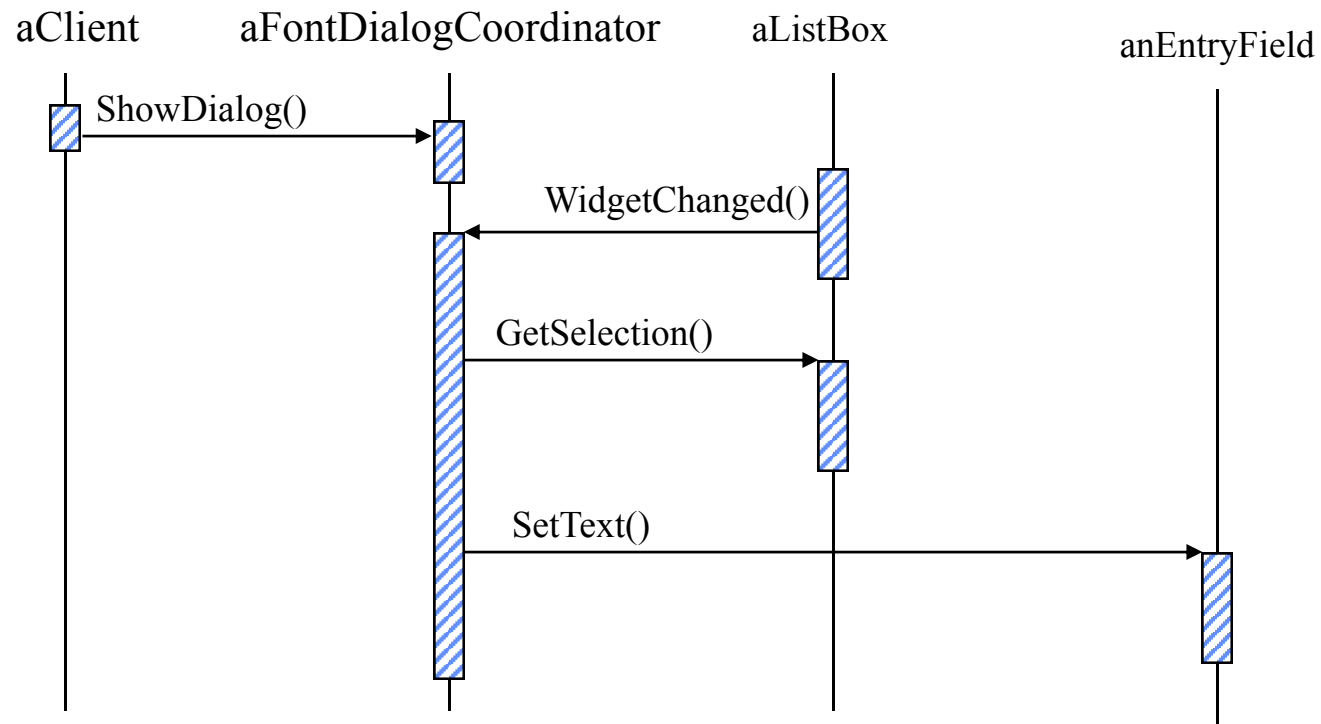 aClient
aFontDialogCoordinator
aListBox
anEntryField
ShowDialog()
WidgetChanged()
GetSelection()
SetText()